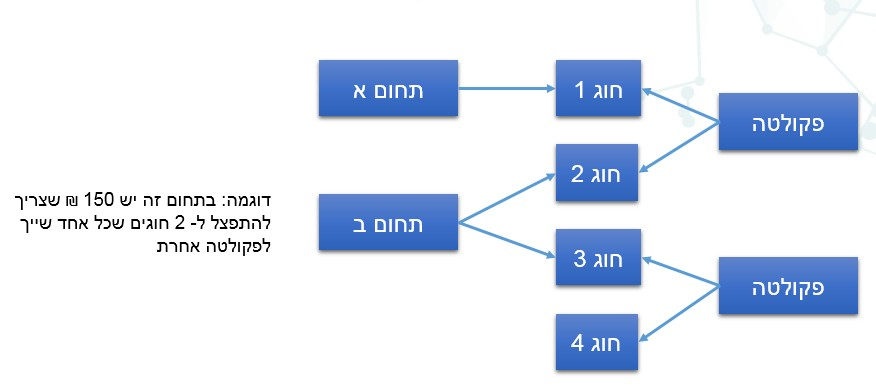 תחום א
חוג 1
פקולטה
חוג 2
דוגמה: בתחום זה יש 150 ₪ שצריך
להתפצל ל- 2 חוגים שכל אחד שייך
לפקולטה אחרת
תחום ב
חוג 3
פקולטה
חוג 4